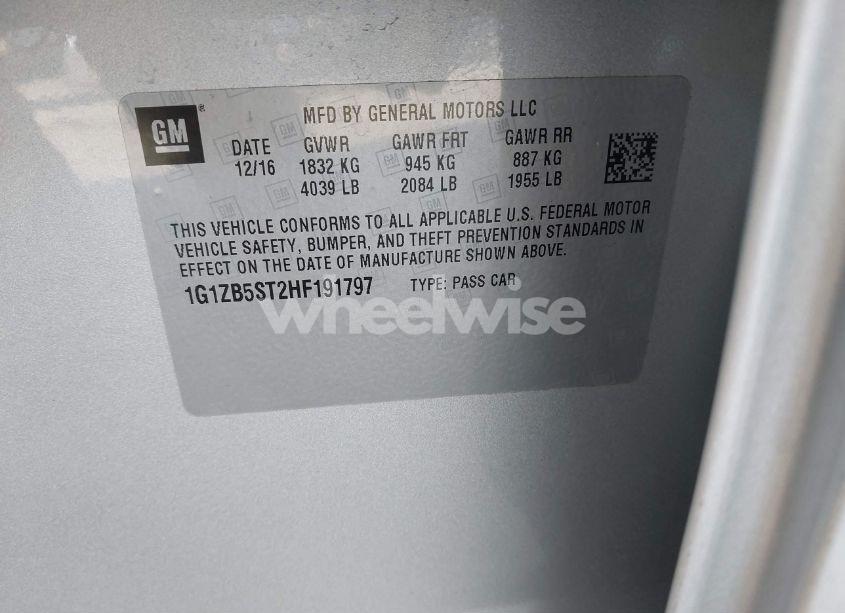 GM
®
MFD BY GENERAL MOTORS LLC
DATE GVWR GAWR FRT GAWR RR
12/16 1832 KG 945 KG 887 KG
4039 LB 2084 LB 1955 LB
THIS VEHICLE CONFORMS TO ALL APPLICABLE U.S. FEDERAL MOTOR
VEHICLE SAFETY, BUMPER, AND THEFT PREVENTION STANDARDS IN
EFFECT ON THE DATE OF MANUFACTURE SHOWN ABOVE.
1G1ZB5ST2HF191797 TYPE: PASS CAR
wheelwise